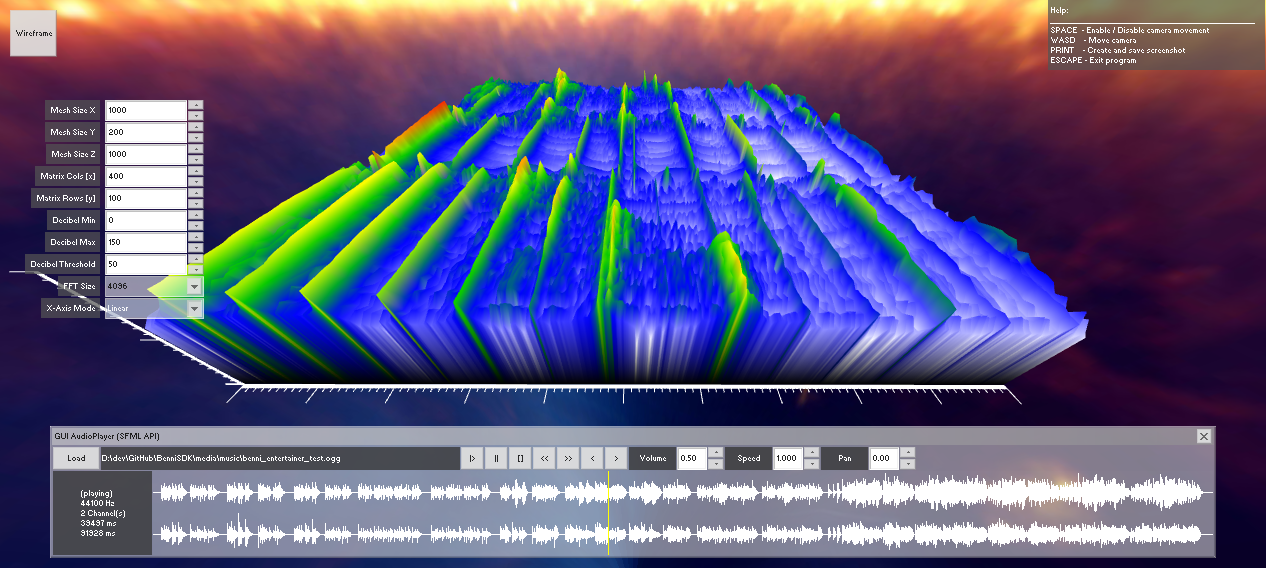 Wireframe
Help:
SPACE - Enable / Disable camera movement
WASD - Move camera
PRINT - Create and save screenshot
ESCAPE - Exit program
Mesh Size X 1000
Mesh Size Y 200
Mesh Size Z 1000
Matrix Cols [x] 400
Matrix Rows [y] 100
Decibel Min 0
Decibel Max 150
Decibel Threshold 50
FFT Size 4096
X-Axis Mode Linear
GUI AudioPlayer (SFML API)
Load D:\dev\GitHub\BenniSDK\media\music\benni_entertainer_test.ogg |> || [] << >> < > Volume 0.50 Speed 1.000 Pan 0.00
(playing)
44100 Hz
2 Channel(s)
39497 ms
91928 ms